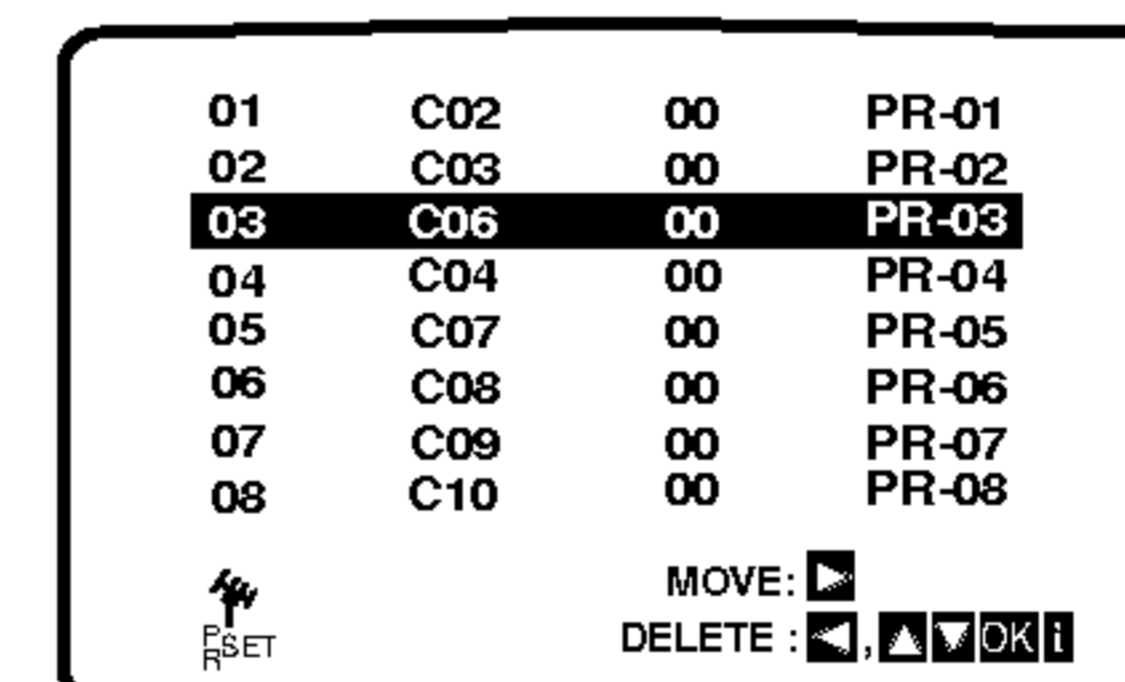 01 C02 00 PR-01
02 C03 00 PR-02
03 C06 00 PR-03
04 C04 00 PR-04
05 C07 00 PR-05
06 C08 00 PR-06
07 C09 00 PR-07
08 C10 00 PR-08
MOVE: ▶
PR SET DELETE : ◀, ▲ ▼ OK i